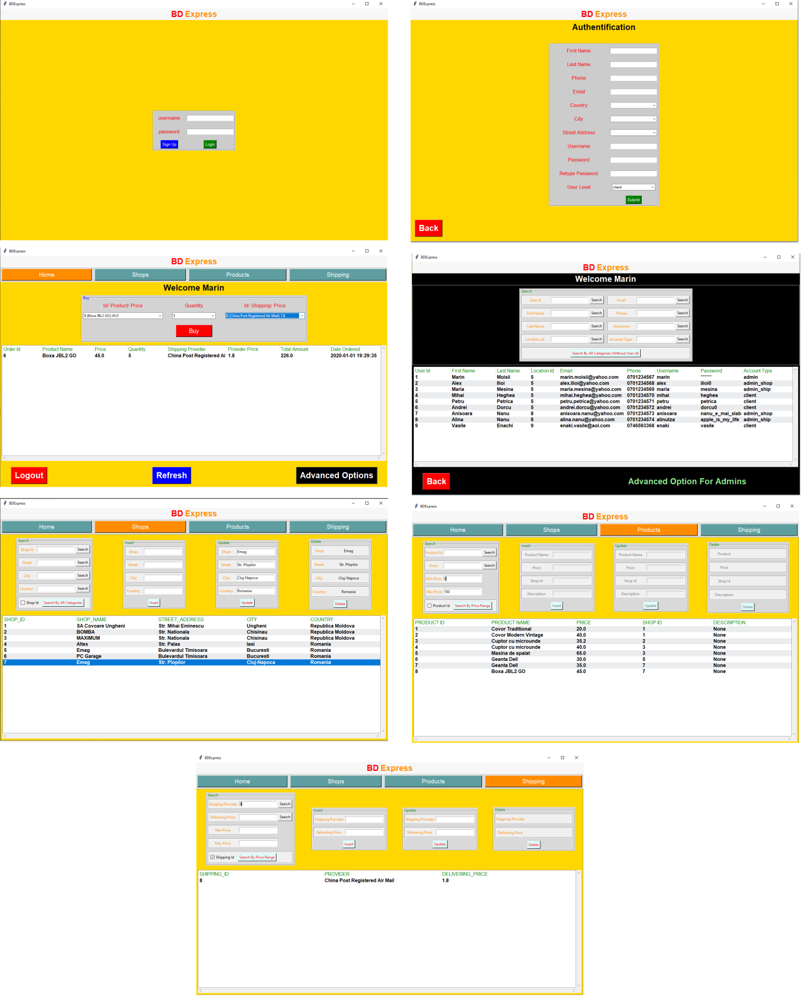 BDExpress
BD Express
username
password
Sign Up Login
BDExpress
BD Express
Authentification
First Name
Last Name
Phone
Email
Country
City
Street Address
Username
Password
Retype Password
User Level client
Submit
Back
BDExpress
BD Express
Home Shops Products Shipping
Welcome Marin
Buy
Id/ Product/ Price Quantity Id/ Shipping/ Price
8 (Boxa JBL2 GO) 45.0 5 8 (China Post Registered Air Mail) 1.8
Buy
Order Id Product Name Price Quantity Shipping Provider Provider Price Total Amount Date Ordered
6 Boxa JBL2 GO 45.0 5 China Post Registered Ai 1.8 226.0 2020-01-01 19:29:35
Logout Refresh Advanced Options
BDExpress
BD Express
Welcome Marin
Search
User Id Search Email Search
First Name Search Phone Search
Last Name Search Username Search
Location_id: Search Account Type: Search
Search By All Categories (Without User Id)
User Id First Name Last Name Location Id Email Phone Username Password Account Type
1 Marin Moisii 5 marin.moisii@yahoo.com 0701234567 marin ****** admin
2 Alex Ilioi 5 alex.ilioi@yahoo.com 0701234568 alex ilioi0 admin_shop
3 Maria Mesina 5 maria.mesina@yahoo.com 0701234569 maria mesina admin_ship
4 Mihai Heghea 5 mihai.heghea@yahoo.com 0701234570 mihai heghea client
5 Petru Petrica 5 petru.petrica@yahoo.com 0701234571 petru petrica client
6 Andrei Dorcu 5 andrei.dorcu@yahoo.com 0701234572 andrei dorcu0 client
7 Anisoara Nanu 8 anisoara.nanu@yahoo.com 0701234573 anisoara nanu_e_mai_slab admin_shop
8 Alina Nanu 8 alina.nanu@yahoo.com 0701234574 alinutza apple_is_my_life admin_ship
9 Vasile Enachi 9 enaki.vasile@aol.com 0746593368 enaki vasile client
Back Advanced Option For Admins
BDExpress
BD Express
Home Shops Products Shipping
Search Insert Update Delete
Shop/Id Search Shop: Shop: Emag Shop: Emag
Street Search Street: Street: Str. Plopilor Street: Str. Plopilor
City Search City: City: Cluj-Napoca City: Cluj-Napoca
Country: Search Country: Country: Romania Country: Romania
Shop Id Search By All Categories Insert Update Delete
SHOP_ID SHOP_NAME STREET_ADDRESS CITY COUNTRY
1 SA Covoare Ungheni Str. Mihai Eminescu Ungheni Republica Moldova
2 BOMBA Str. Nationala Chisinau Republica Moldova
3 MAXIMUM Str. Nationala Chisinau Republica Moldova
4 Altex Str. Palas Iasi Romania
5 Emag Bulevardul Timisoara Bucuresti Romania
6 PC Garage Bulevardul Timisoara Bucuresti Romania
7 Emag Str. Plopilor Cluj-Napoca Romania
BDExpress
BD Express
Home Shops Products Shipping
Search Insert Update Delete
Product/Id Search Product Name Product Name Product
Price Search Price Price Price
Min Price 0 Shop Id Shop Id Shop Id
Max Price 100 Description Description Description
Product Id Search By Price Range Insert Update Delete
PRODUCT ID PRODUCT NAME PRICE SHOP ID DESCRIPTION
1 Covor Traditional 20.0 1 None
2 Covor Modern Vintage 40.0 1 None
3 Cuptor cu microunde 35.2 2 None
4 Cuptor cu microunde 40.0 3 None
5 Masina de spalat 65.0 3 None
6 Geanta Dell 30.0 5 None
7 Geanta Dell 35.0 7 None
8 Boxa JBL2 GO 45.0 7 None
BDExpress
BD Express
Home Shops Products Shipping
Search
Shipping Provider 8 Search
Delivering Price Search
Min Price
Max Price
Shipping Id Search By Price Range
Insert
Shipping Provider
Delivering Price
Insert
Update
Shipping Provider
Delivering Price
Update
Delete
Shipping Provider
Delivering Price
Delete
SHIPPING_ID PROVIDER DELIVERING_PRICE
8 China Post Registered Air Mail 1.8